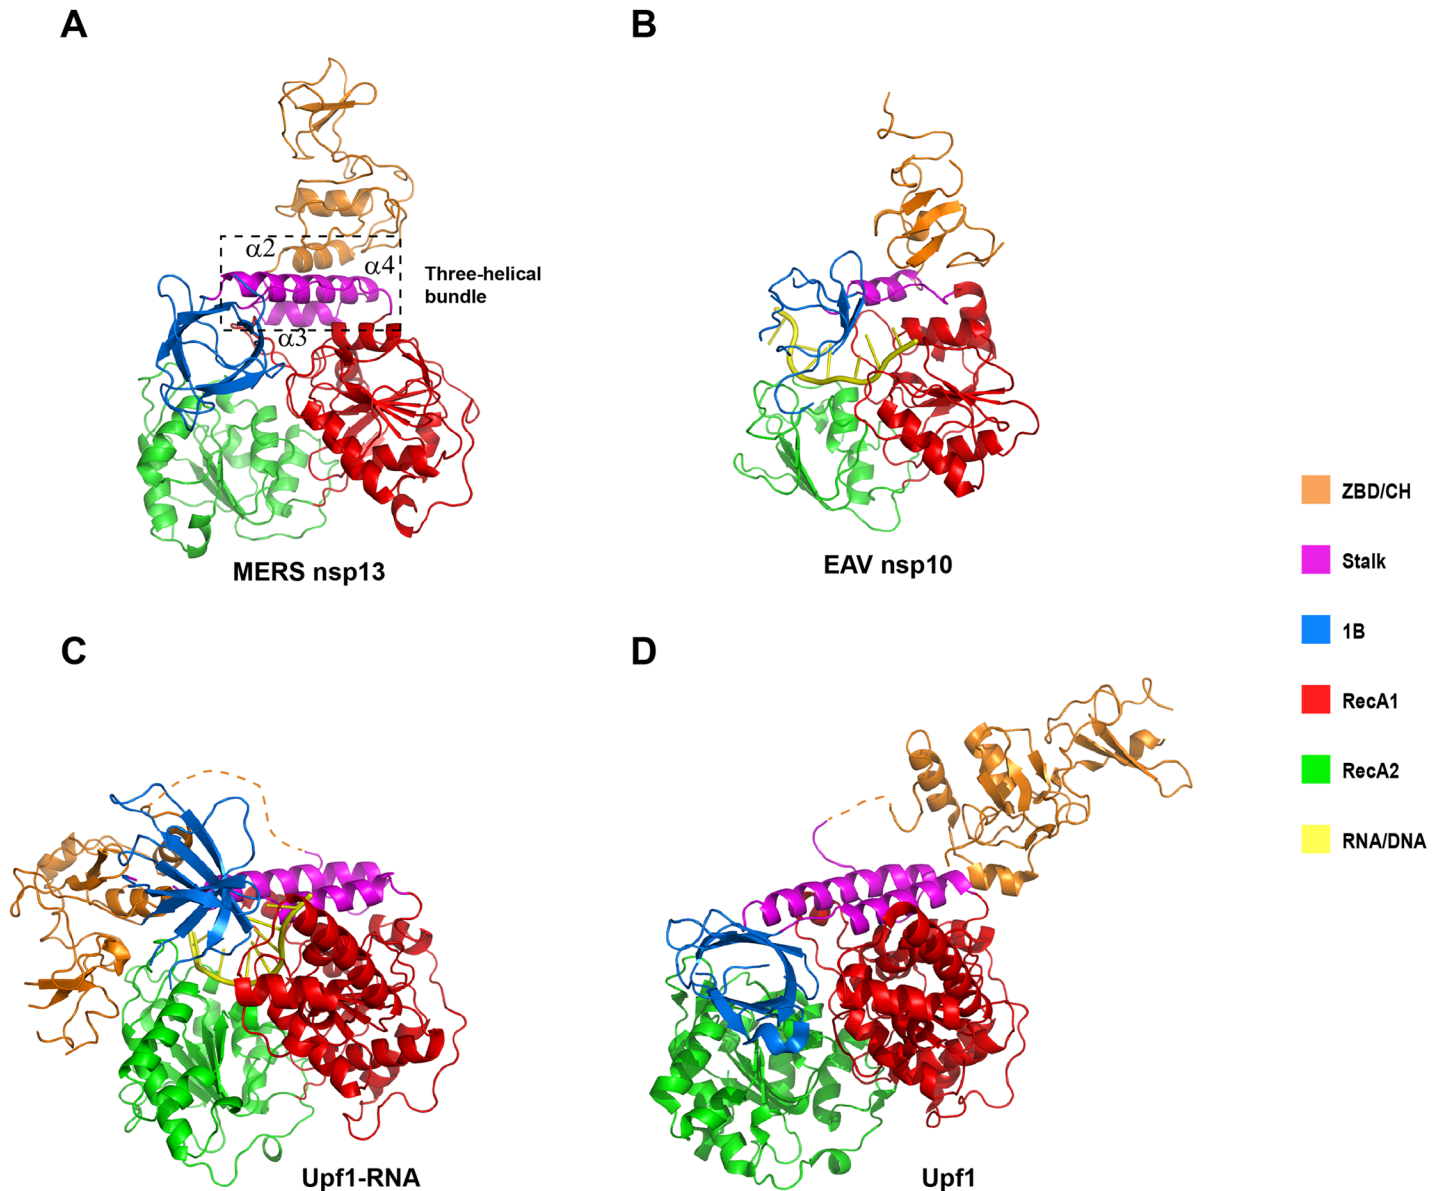 A
B
α2
α4
Three-helical
bundle
α3
MERS nsp13
EAV nsp10
ZBD/CH
Stalk
1B
RecA1
RecA2
RNA/DNA
C
D
Upf1-RNA
Upf1